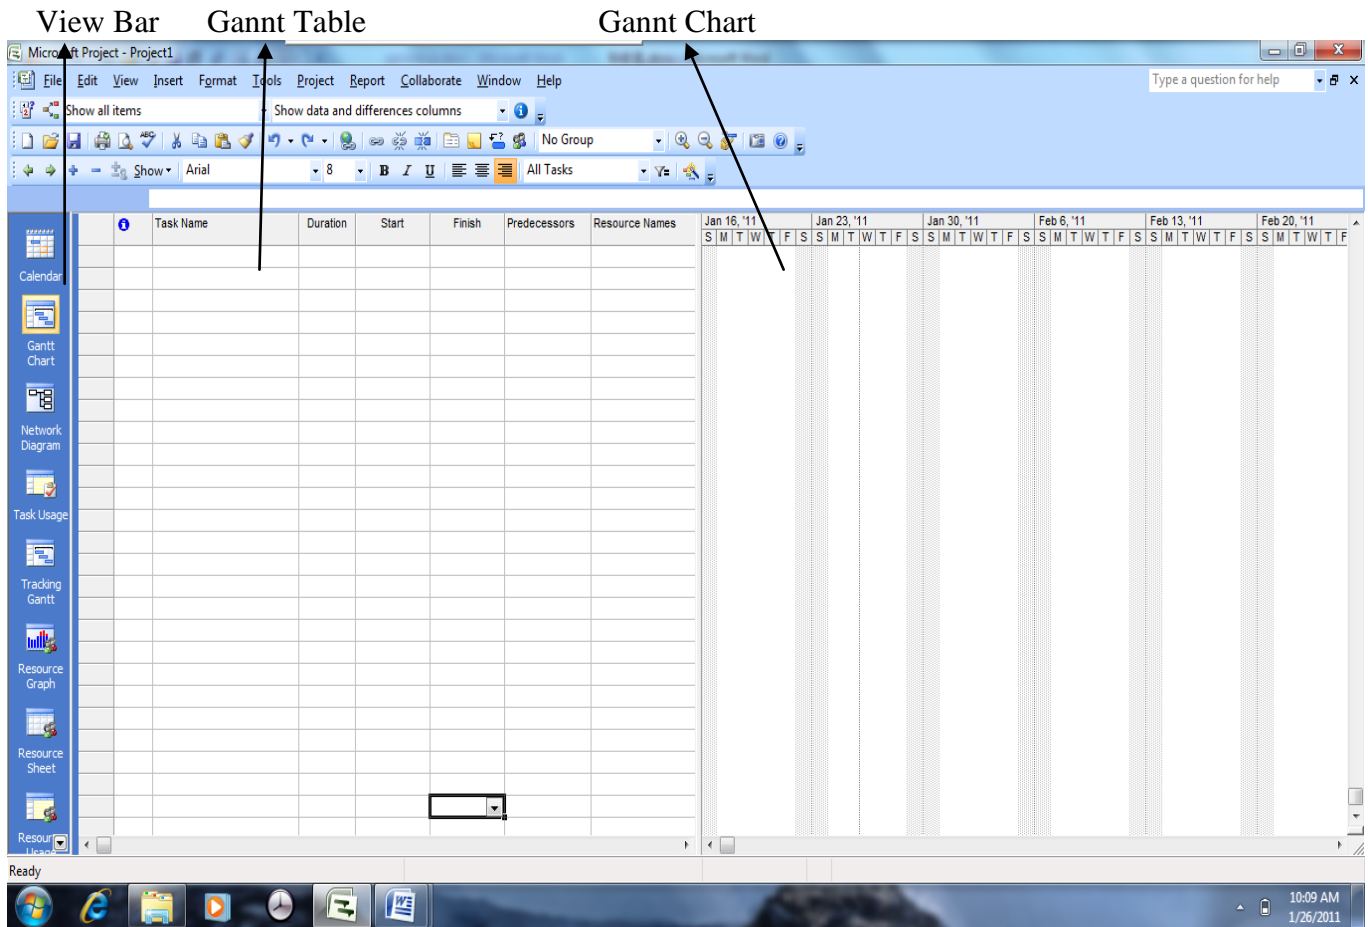 View Bar Gannt Table Gannt Chart
Microsoft Project - Project1
File Edit View Insert Format Tools Project Report Collaborate Window Help Type a question for help
Show all items Show data and differences columns
No Group
Show Arial 8 B I U All Tasks
Task Name Duration Start Finish Predecessors Resource Names
Jan 16, '11 Jan 23, '11 Jan 30, '11 Feb 6, '11 Feb 13, '11 Feb 20, '11
S M T W T F S S M T W T F S S M T W T F S S M T W T F S S M T W T F S S M T W T F
Calendar
Gantt
Chart
Network
Diagram
Task Usage
Tracking
Gantt
Resource
Graph
Resource
Sheet
Resource
Usage
Ready
10:09 AM
1/26/2011